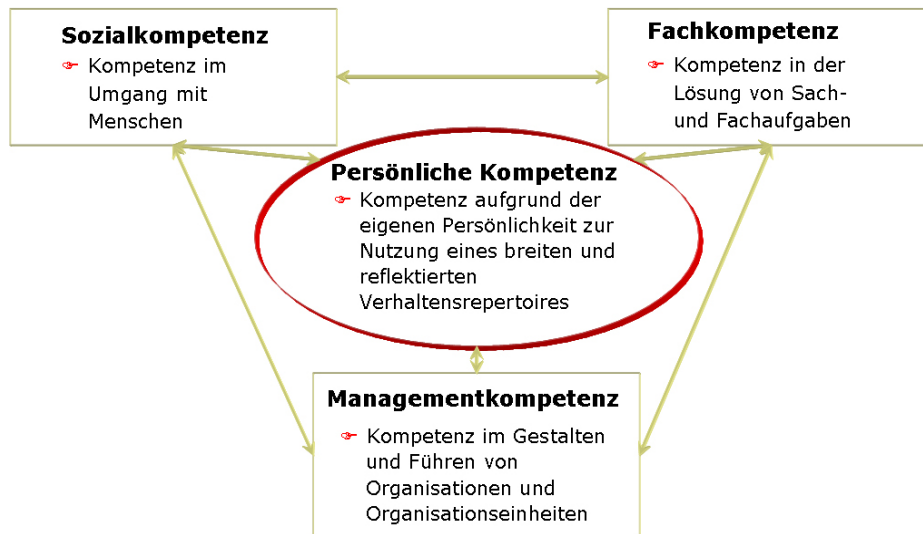 Sozialkompetenz
☞ Kompetenz im
Umgang mit
Menschen
Fachkompetenz
☞ Kompetenz in der
Lösung von Sach-
und Fachaufgaben
Persönliche Kompetenz
☞ Kompetenz aufgrund der
eigenen Persönlichkeit zur
Nutzung eines breiten und
reflektierten
Verhaltensrepertoires
Managementkompetenz
☞ Kompetenz im Gestalten
und Führen von
Organisationen und
Organisationseinheiten